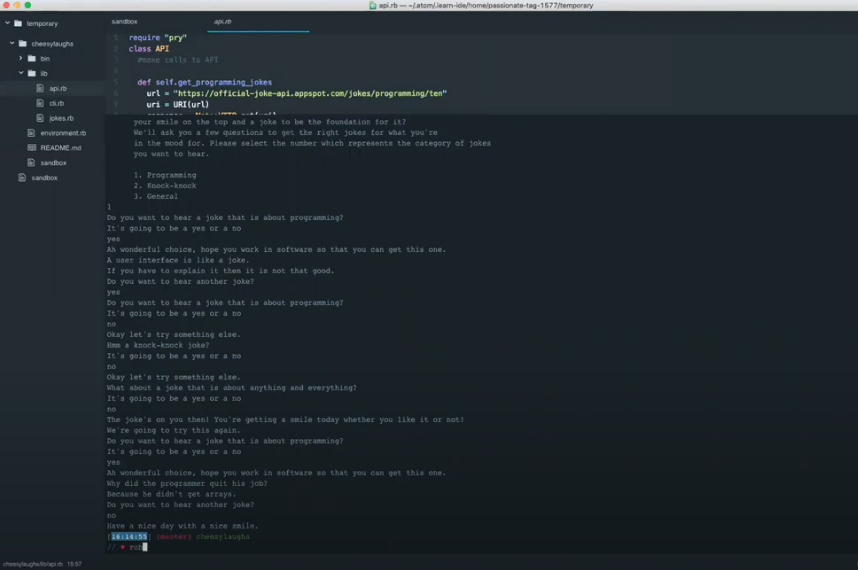 api.rb — ~/.atom/.learn-ide/home/passionate-tag-1577/temporary
temporary
cheesylaughs
bin
lib
api.rb
cli.rb
jokes.rb
environment.rb
README.md
sandbox
sandbox
sandbox
api.rb
1 require "pry"
2 class API
3 #make calls to API
4
5 def self.get_programming_jokes
6 url = "https://official-joke-api.appspot.com/jokes/programming/ten"
7 uri = URI(url)
your smile on the top and a joke to be the foundation for it?
We'll ask you a few questions to get the right jokes for what you're
in the mood for. Please select the number which represents the category of jokes
you want to hear.
1. Programming
2. Knock-knock
3. General
1
Do you want to hear a joke that is about programming?
It's going to be a yes or a no
yes
Ah wonderful choice, hope you work in software so that you can get this one.
A user interface is like a joke.
If you have to explain it then it is not that good.
Do you want to hear another joke?
yes
Do you want to hear a joke that is about programming?
It's going to be a yes or a no
no
Okay let's try something else.
Hmm a knock-knock joke?
It's going to be a yes or a no
no
Okay let's try something else.
What about a joke that is about anything and everything?
It's going to be a yes or a no
no
The joke's on you then! You're getting a smile today whether you like it or not!
We're going to try this again.
Do you want to hear a joke that is about programming?
It's going to be a yes or a no
yes
Ah wonderful choice, hope you work in software so that you can get this one.
Why did the programmer quit his job?
Because he didn't get arrays.
Do you want to hear another joke?
no
Have a nice day with a nice smile.
[16:14:55] (master) cheesylaughs
// ♥ rub
cheesylaughs/lib/api.rb 15:57